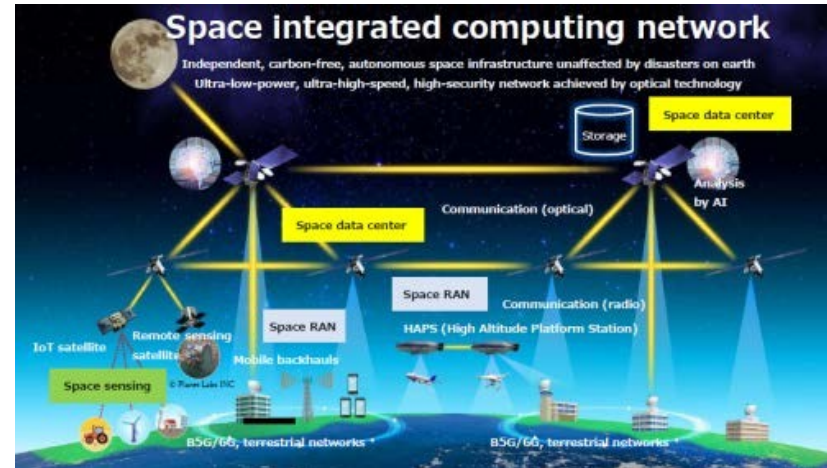 Space integrated computing network
Independent, carbon-free, autonomous space infrastructure unaffected by disasters on earth
Ultra-low-power, ultra-high-speed, high-security network achieved by optical technology
Space data center
Storage
Analysis
by AI
Communication (optical)
Space data center
Space RAN
Communication (radio)
Space RAN
HAPS (High Altitude Platform Station)
IoT satellite
Remote sensing
satellite
Mobile backhauls
Space sensing
© Planet Labs INC
B5G/6G, terrestrial networks *
B5G/6G, terrestrial networks *